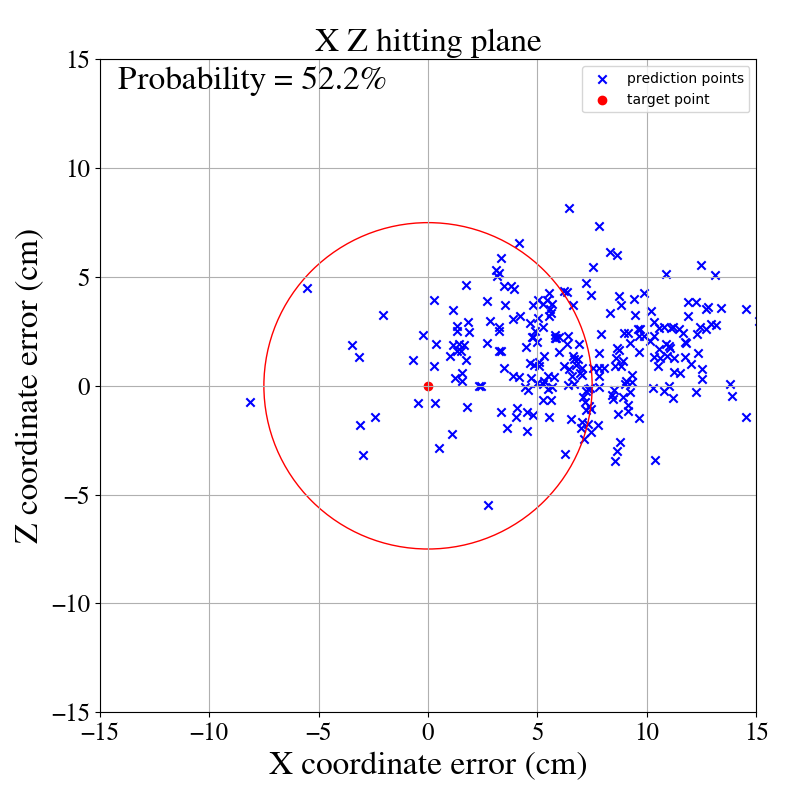 X Z hitting plane
Probability = 52.2%
prediction points
target point
15
10
5
0
−5
−10
−15
Z coordinate error (cm)
−15 −10 −5 0 5 10 15
X coordinate error (cm)